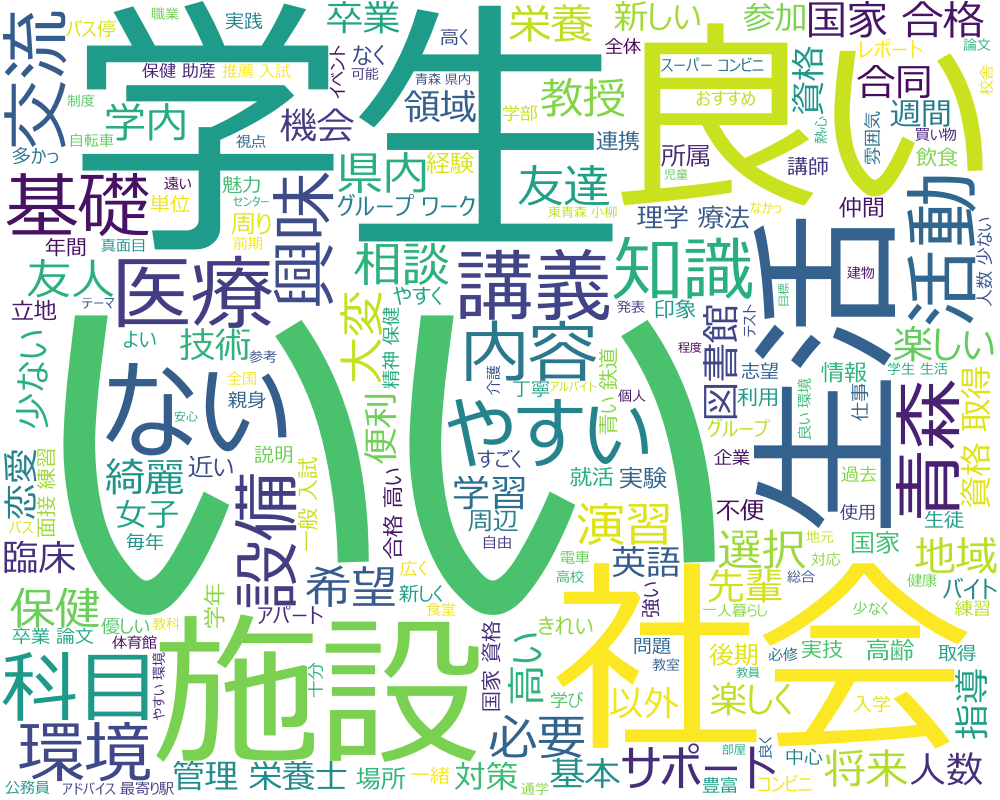 バス停
職業
実践
卒業
高く
栄養
新しい
参加
国家 合格
交流
学生
良い
保健 助産
推薦 入試
イベント
なく
可能
全体
スーパー コンビニ
レポート
論文
校舎
制度
学内
機会
青森 県内
領域
学部
教授
おすすめ
資格
合同
熱心
雰囲気
週間
買い物
多かっ
自転車
視点
経験
連携
所属
講師
飲食
基礎
遠い
魅力
単位
センター
県内
グループ ワーク
友達
児童
東青森 小柳
なかっ
理学 療法
仲間
年間
真面目
周り
前期
興味
相談
講義
知識
生活
建物
活動
人数 少ない
友人
医療
やすく
発表
印象
目標
立地
テーマ
よい
技術
参考
大変
精神 保健
内容
程度
図書館
テスト
楽しい
少ない
全国
親身
ない
いい
介護
丁寧
アルバイト
個人
青い 鉄道
志望
利用
情報
学生 生活
良い 環境
仕事
青森
資格 取得
安心
便利
やすい
グループ
恋愛
面接 練習
綺麗
近い
説明
すごく
就活
実験
企業
過去
バス
女子
設備
一般 入試
合格 高い
学習
周辺
演習
不便
使用
生徒
臨床
毎年
自由
電車
高校
英語
選択
地元
対応
国家
地域
保健
学年
希望
広く
新しく
強い
先輩
総合
健康
バイト
アパート
食堂
一人暮らし
少なく
練習
卒業 論文
優しい
教科
体育館
施設
十分
国家 資格
高い
きれい
社会
問題
教室
後期
教員
必修
実技
高齢
取得
科目
やすい 環境
学び
以外
楽しく
入学
指導
環境
必要
部屋
良く
中心
公務員
アドバイス
最寄り駅
管理 栄養士
場所
一緒
対策
通学
基本
サポート
豊富
コンビニ
将来
人数